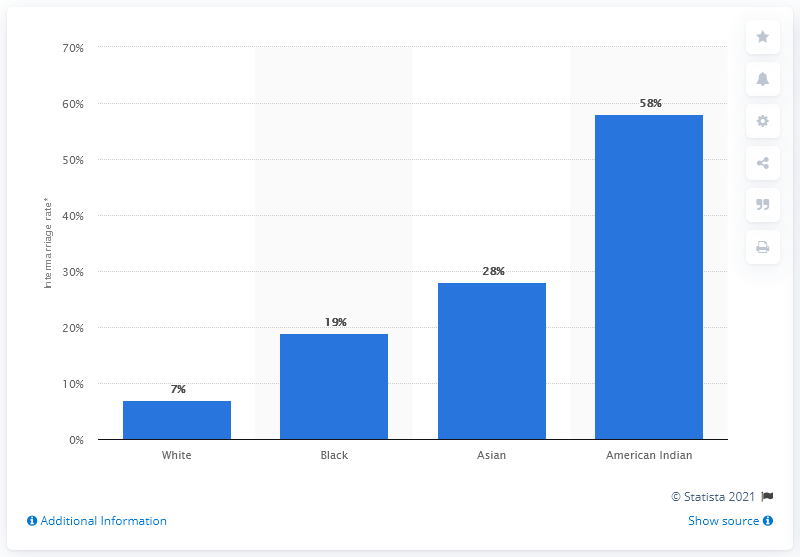 70%
60%
50%
40%
30%
20%
10%
0%
Intermarriage rate*
7%
19%
28%
58%
White
Black
Asian
American Indian
© Statista 2021
Additional Information
Show source